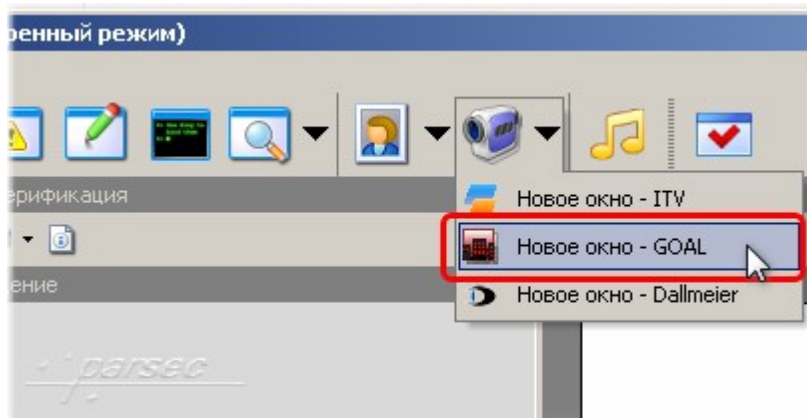 ренный режим)
ерификация
Новое окно - ITV
Новое окно - GOAL
ение
Новое окно - Dallmeier
parsec